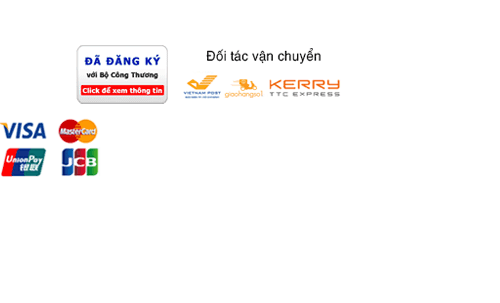 ĐÃ ĐĂNG KÝ
với Bộ Công Thương
Click để xem thông tin
Đối tác vận chuyển
VIETNAM POST
giaohangso1
KERRY
TTC EXPRESS
VISA
MasterCard
UnionPay
银联
JCB